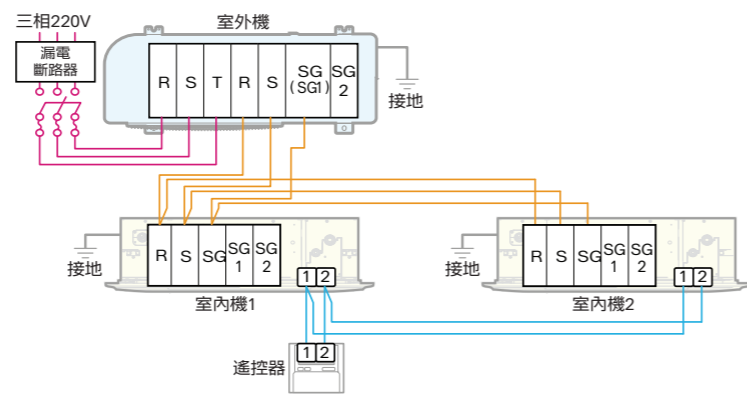 三相220V
室外機
漏電
斷路器
R S T R S SG (SG1) SG 2
接地
R S SG SG 1 SG 2
接地
1 2
室內機1
R S SG SG 1 SG 2
接地
1 2
室內機2
1 2
遙控器